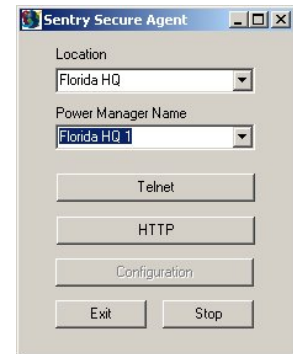 Sentry Secure Agent
Location
Florida HQ
Power Manager Name
Florida HQ 1
Telnet
HTTP
Configuration
Exit Stop